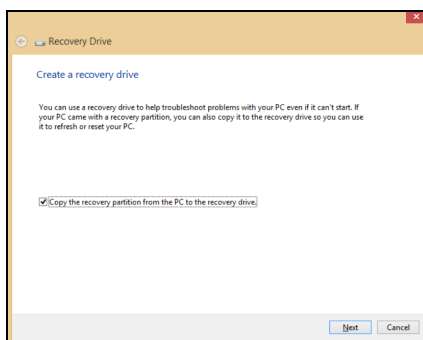 Recovery Drive
Create a recovery drive
You can use a recovery drive to help troubleshoot problems with your PC even if it can't start. If
your PC came with a recovery partition, you can also copy it to the recovery drive so you can use
it to refresh or reset your PC.
Copy the recovery partition from the PC to the recovery drive.
Next Cancel